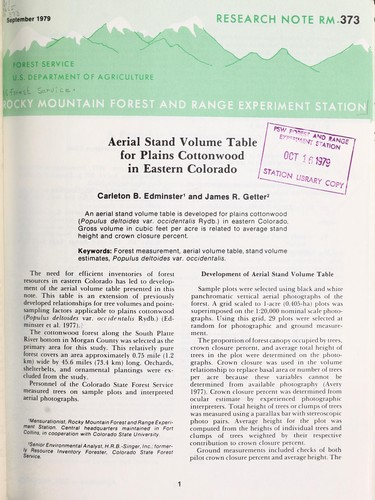 September 1979
RESEARCH NOTE RM-373
FOREST SERVICE
U.S. DEPARTMENT OF AGRICULTURE
Forest Service.
ROCKY MOUNTAIN FOREST AND RANGE EXPERIMENT STATION
Aerial Stand Volume Table
for Plains Cottonwood
in Eastern Colorado
PSW FOREST AND RANGE
EXPERIMENT STATION
OCT 16 1979
STATION LIBRARY COPY
Carleton B. Edminster¹ and James R. Getter²
An aerial stand volume table is developed for plains cottonwood
(Populus deltoides var. occidentalis Rydb.) in eastern Colorado.
Gross volume in cubic feet per acre is related to average stand
height and crown closure percent.
Keywords: Forest measurement, aerial volume table, stand volume
estimates, Populus deltoides var. occidentalis.
The need for efficient inventories of forest
resources in eastern Colorado has led to develop-
ment of the aerial volume table presented in this
note. This table is an extension of previously
developed relationships for tree volumes and point-
sampling factors applicable to plains cottonwood
(Populus deltoides var. occidentalis Rydb.) (Ed-
minster et al. 1977).
The cottonwood forest along the South Platte
River bottom in Morgan County was selected as the
primary area for this study. This relatively pure
forest covers an area approximately 0.75 mile (1.2
km) wide by 45.6 miles (73.4 km) long. Orchards,
shelterbelts, and ornamental plantings were ex-
cluded from the study.
Personnel of the Colorado State Forest Service
measured trees on sample plots and interpreted
aerial photographs.
¹Mensurationist, Rocky Mountain Forest and Range Experi-
ment Station. Central headquarters maintained in Fort
Collins, in cooperation with Colorado State University.
²Senior Environmental Analyst, H.R.B.-Singer, Inc.; former-
ly Resource Inventory Forester, Colorado State Forest
Service.
Development of Aerial Stand Volume Table
Sample plots were selected using black and white
panchromatic vertical aerial photographs of the
forest. A grid scaled to 1-acre (0.405-ha) plots was
superimposed on the 1:20,000 nominal scale photo-
graphs. Using this grid, 29 plots were selected at
random for photographic and ground measure-
ment.
The proportion of forest canopy occupied by trees,
crown closure percent, and average total height of
trees in the plot were determined on the photo-
graphs. Crown closure was used in the volume
relationship to replace basal area or number of trees
per acre because these variables cannot be
determined from available photography (Avery
1977). Crown closure percent was determined from
ocular estimate by experienced photographic
interpreters. Total height of trees or clumps of trees
was measured using a parallax bar with stereoscopic
photo pairs. Average height for the plot was
computed from the heights of individual trees and
clumps of trees weighted by their respective
contribution to crown closure percent.
Ground measurements included checks of both
pilot crown closure percent and average height. The
1